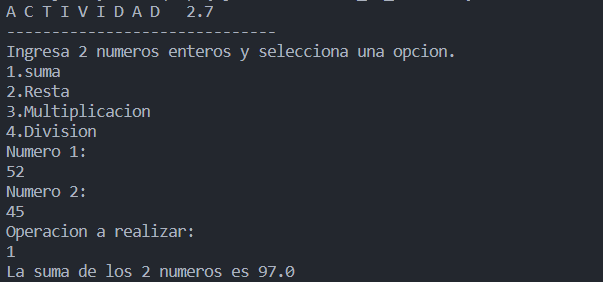 A C T I V I D A D   2.7
------------------------------
Ingresa 2 numeros enteros y selecciona una opcion.
1.suma
2.Resta
3.Multiplicacion
4.Division
Numero 1:
52
Numero 2:
45
Operacion a realizar:
1
La suma de los 2 numeros es 97.0